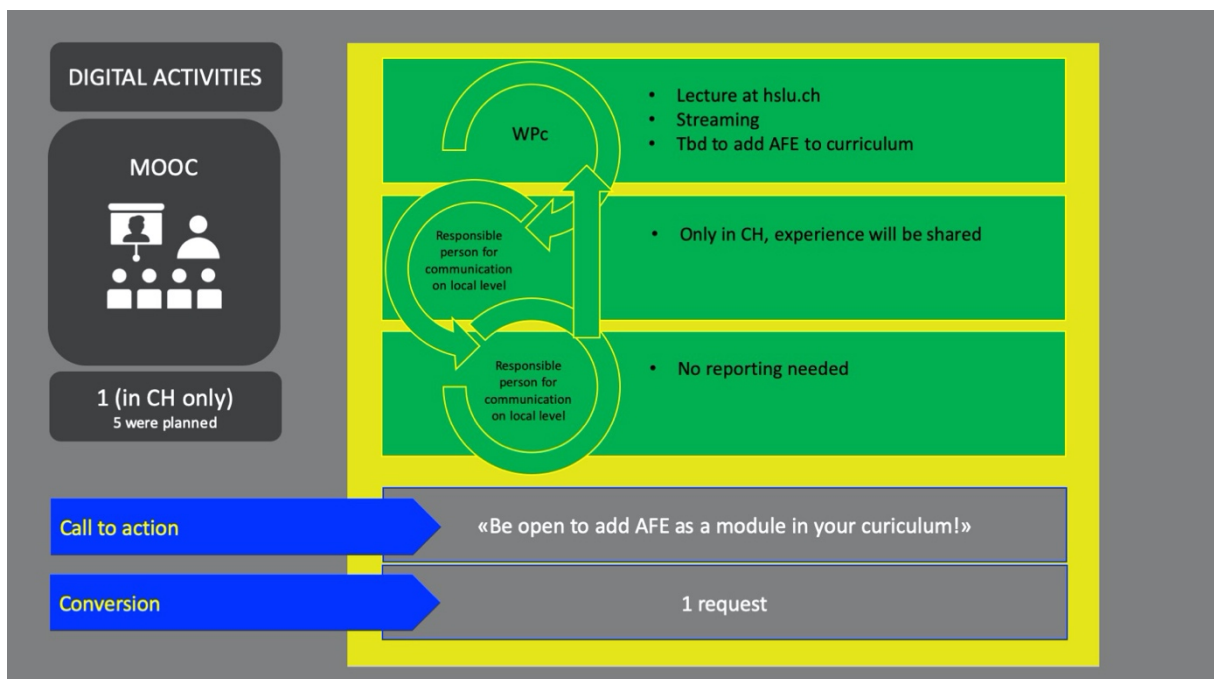 DIGITAL ACTIVITIES
MOOC
1 (in CH only)
5 were planned
WPc
• Lecture at hslu.ch
• Streaming
• Tbd to add AFE to curriculum
Responsible
person for
communication
on local level
• Only in CH, experience will be shared
Responsible
person for
communication
on local level
• No reporting needed
Call to action
«Be open to add AFE as a module in your curiculum!»
Conversion
1 request